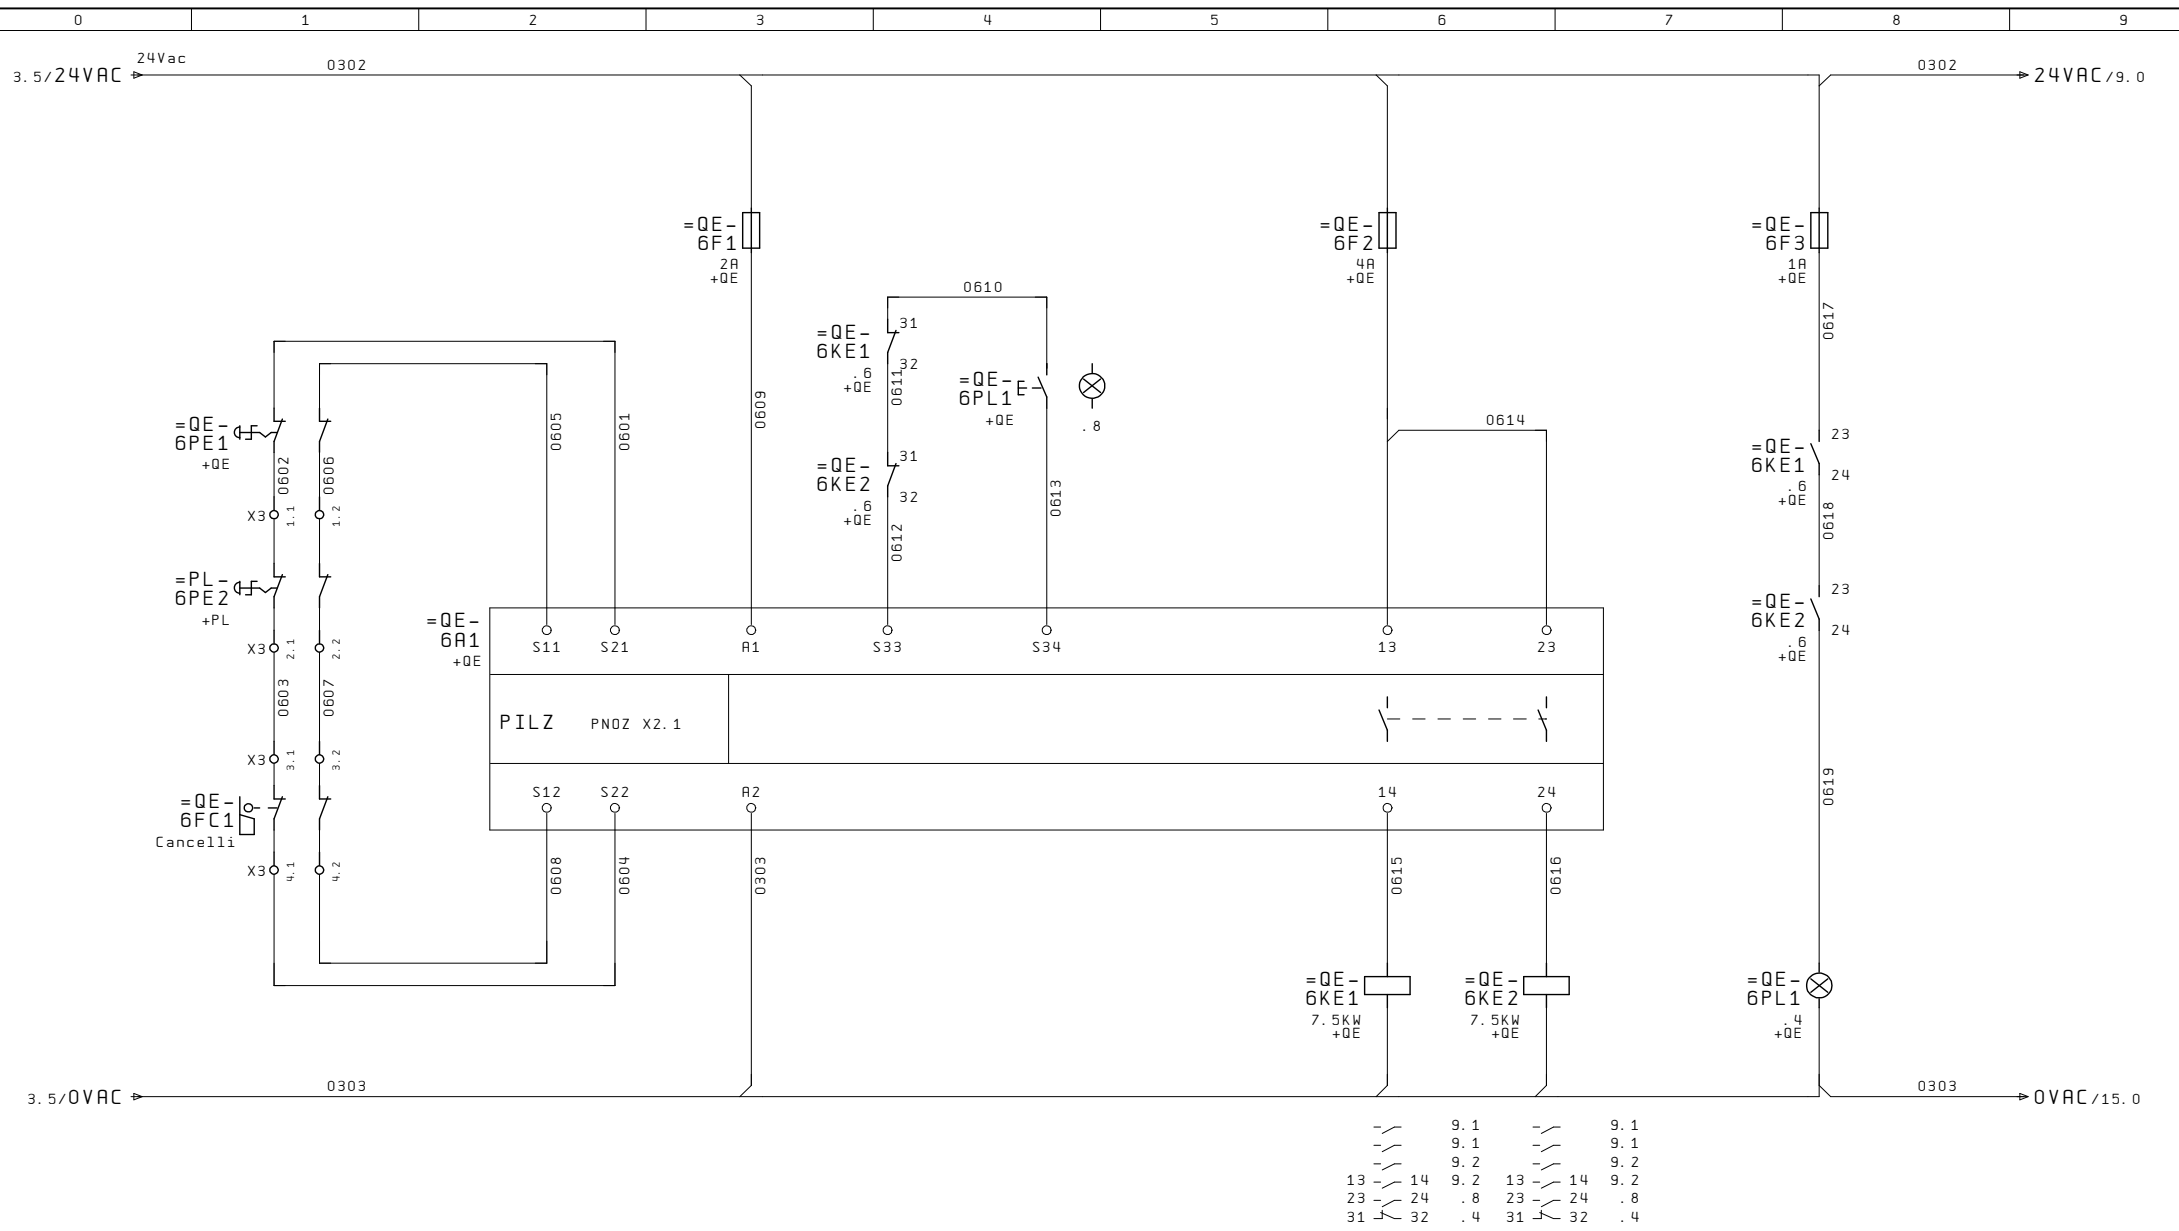 0 1 2 3 4 5 6 7 8 9
24Vac
3.5/24VAC
0302
0302
24VAC/9.0
=QE-
6F1
2A
+QE
=QE-
6F2
4A
+QE
=QE-
6F3
1A
+QE
0610
0617
=QE-
6KE1
.6
+QE
31
32
0611
=QE-
6PL1
+QE
.8
0609
0605
0601
0614
=QE-
6PE1
+QE
0602
0606
=QE-
6KE2
.6
+QE
31
32
0612
0613
=QE-
6KE1
.6
+QE
23
24
0618
X3
1.1
1.2
=PL-
6PE2
+PL
=QE-
6KE2
.6
+QE
23
24
X3
2.1
2.2
=QE-
6A1
+QE
S11 S21 A1 S33 S34 13 23
0603
0607
PILZ PNOZ X2.1
X3
3.1
3.2
S12 S22 A2 14 24
0619
=QE-
6FC1
Cancelli
X3
4.1
4.2
0608
0604
0303
0615
0616
=QE-
6KE1
7.5KW
+QE
=QE-
6KE2
7.5KW
+QE
=QE-
6PL1
.4
+QE
3.5/0VAC
0303
0303
0VAC/15.0
9.1 9.1
9.1 9.1
9.2 9.2
13 14 9.2 13 14 9.2
23 24 .8 23 24 .8
31 32 .4 31 32 .4